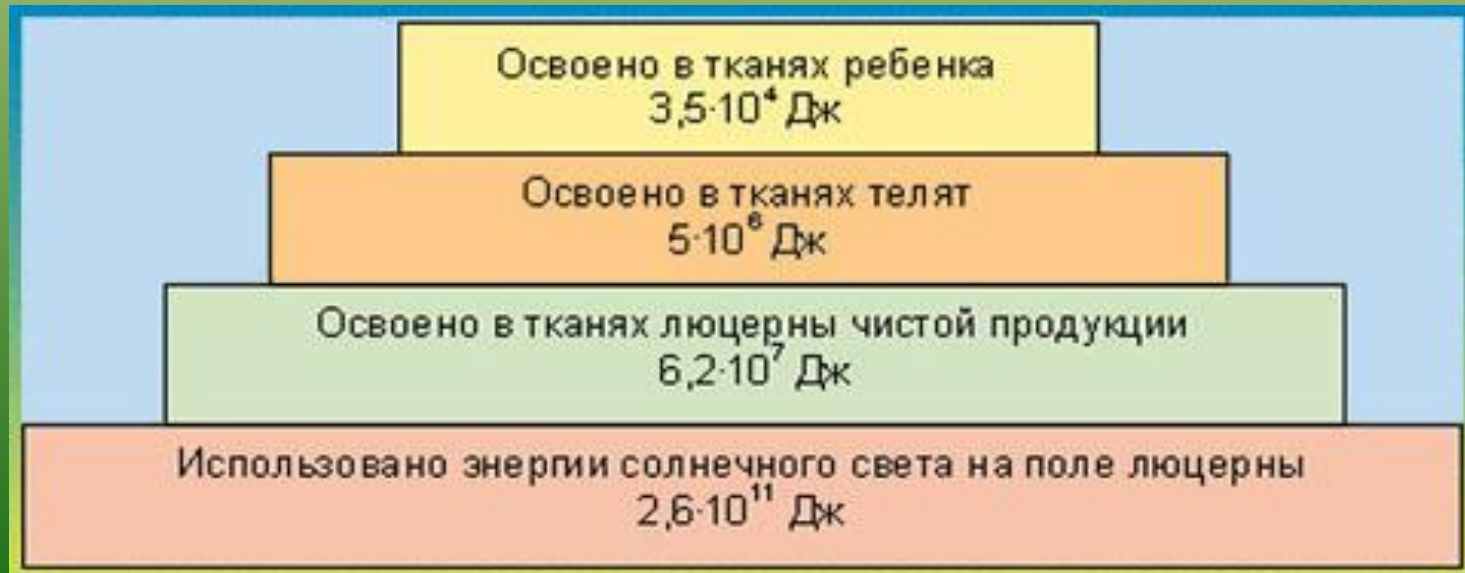 Освоено в тканях ребенка
3,5·10⁴ Дж
Освоено в тканях телят
5·10⁶ Дж
Освоено в тканях люцерны чистой продукции
6,2·10⁷ Дж
Использовано энергии солнечного света на поле люцерны
2,6·10¹¹ Дж